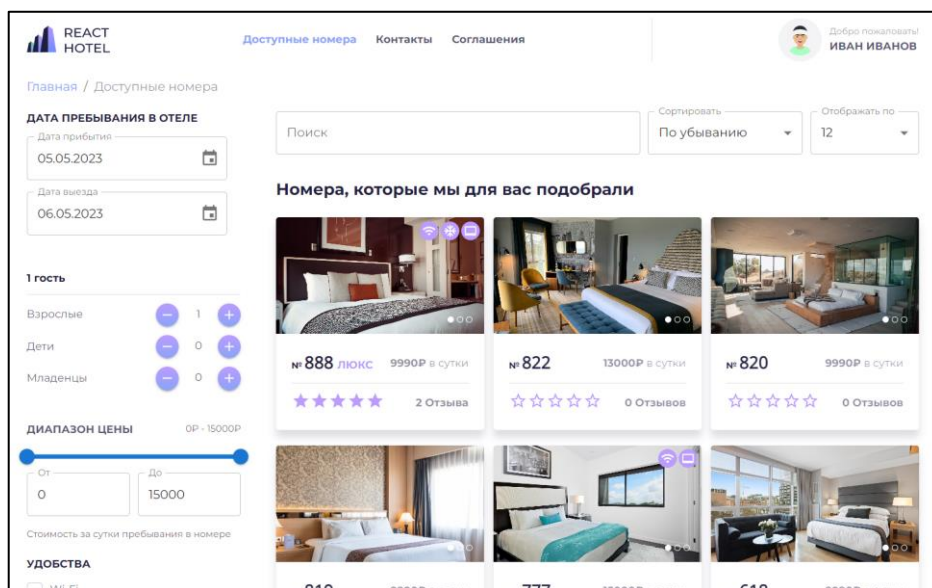 REACT
HOTEL
Доступные номера Контакты Соглашения
Добро пожаловать!
ИВАН ИВАНОВ
Главная / Доступные номера
ДАТА ПРЕБЫВАНИЯ В ОТЕЛЕ
Дата прибытия
05.05.2023
Дата выезда
06.05.2023
1 гость
Взрослые 1
Дети 0
Младенцы 0
ДИАПАЗОН ЦЕНЫ 0₽ - 15000₽
От До
0 15000
Стоимость за сутки пребывания в номере
УДОБСТВА
Wi-Fi
Поиск
Сортировать
По убыванию
Отображать по
12
Номера, которые мы для вас подобрали
№ 888 ЛЮКС 9990₽ в сутки
2 Отзыва
№ 822 13000₽ в сутки
0 Отзывов
№ 820 9990₽ в сутки
0 Отзывов